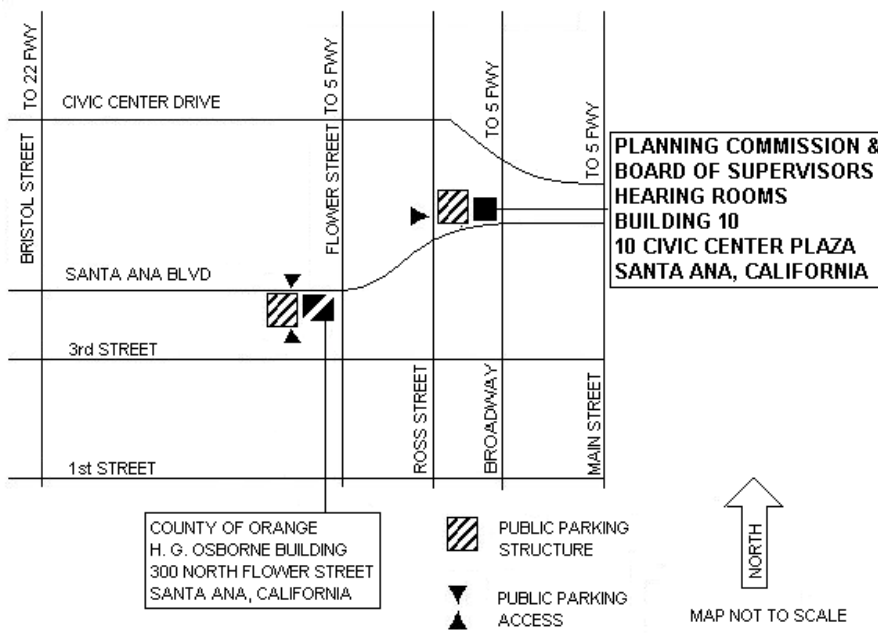 TO 22 FWY
TO 5 FWY
TO 5 FWY
TO 5 FWY
CIVIC CENTER DRIVE
BRISTOL STREET
FLOWER STREET
PLANNING COMMISSION &
BOARD OF SUPERVISORS
HEARING ROOMS
BUILDING 10
10 CIVIC CENTER PLAZA
SANTA ANA, CALIFORNIA
SANTA ANA BLVD
3rd STREET
ROSS STREET
BROADWAY
MAIN STREET
1st STREET
COUNTY OF ORANGE
H. G. OSBORNE BUILDING
300 NORTH FLOWER STREET
SANTA ANA, CALIFORNIA
PUBLIC PARKING
STRUCTURE
PUBLIC PARKING
ACCESS
NORTH
MAP NOT TO SCALE